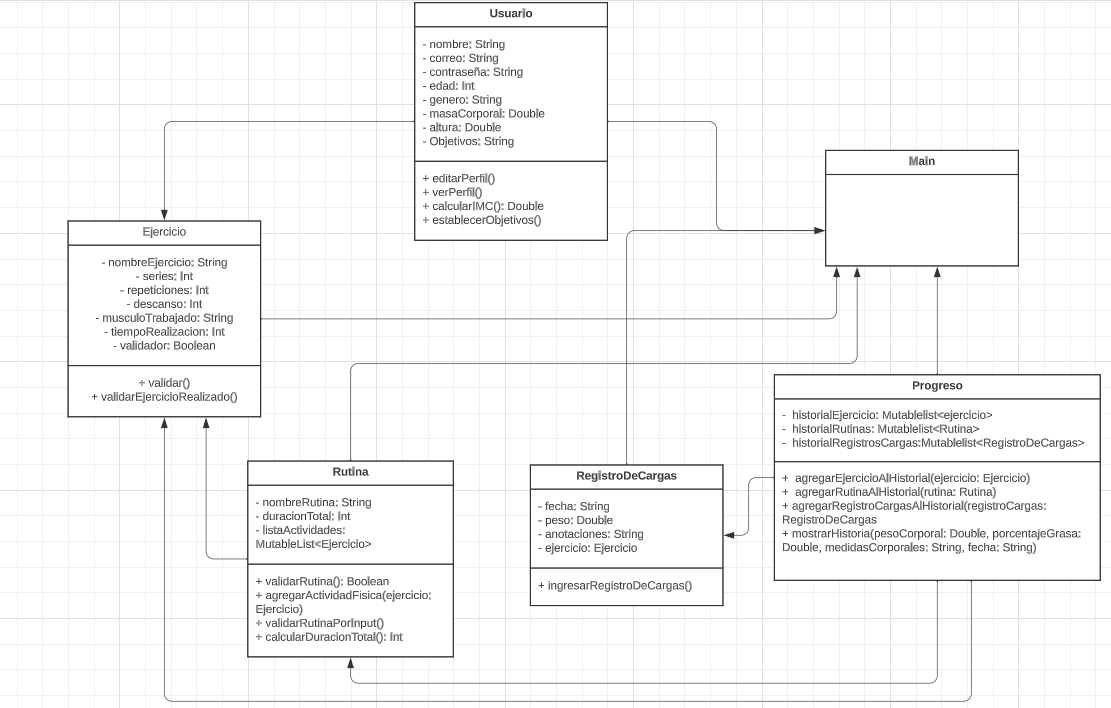 Usuario
- nombre: String
- correo: String
- contraseña: String
- edad: Int
- genero: String
- masaCorporal: Double
- altura: Double
- Objetivos: String
+ editarPerfil()
+ verPerfil()
+ calcularIMC(): Double
+ establecerObjetivos()
Main
Ejercicio
- nombreEjercicio: String
- series: Int
- repeticiones: Int
- descanso: Int
- musculoTrabajado: String
- tiempoRealizacion: Int
- validador: Boolean
+ validar()
+ validarEjercicioRealizado()
Rutina
- nombreRutina: String
- duracionTotal: Int
- listaActividades:
MutableList<Ejercicio>
+ validarRutina(): Boolean
+ agregarActividadFisica(ejercicio:
Ejercicio)
+ validarRutinaPorInput()
+ calcularDuracionTotal(): Int
RegistroDeCargas
- fecha: String
- peso: Double
- anotaciones: String
- ejercicio: Ejercicio
+ ingresarRegistroDeCargas()
Progreso
- historialEjercicio: Mutablelist<ejercicio>
- historialRutinas: Mutablelist<Rutina>
- historialRegistrosCargas:Mutablelist<RegistroDeCargas>
+ agregarEjercicioAlHistorial(ejercicio: Ejercicio)
+ agregarRutinaAlHistorial(rutina: Rutina)
+ agregarRegistroCargasAlHistorial(registroCargas:
RegistroDeCargas
+ mostrarHistoria(pesoCorporal: Double, porcentajeGrasa:
Double, medidasCorporales: String, fecha: String)